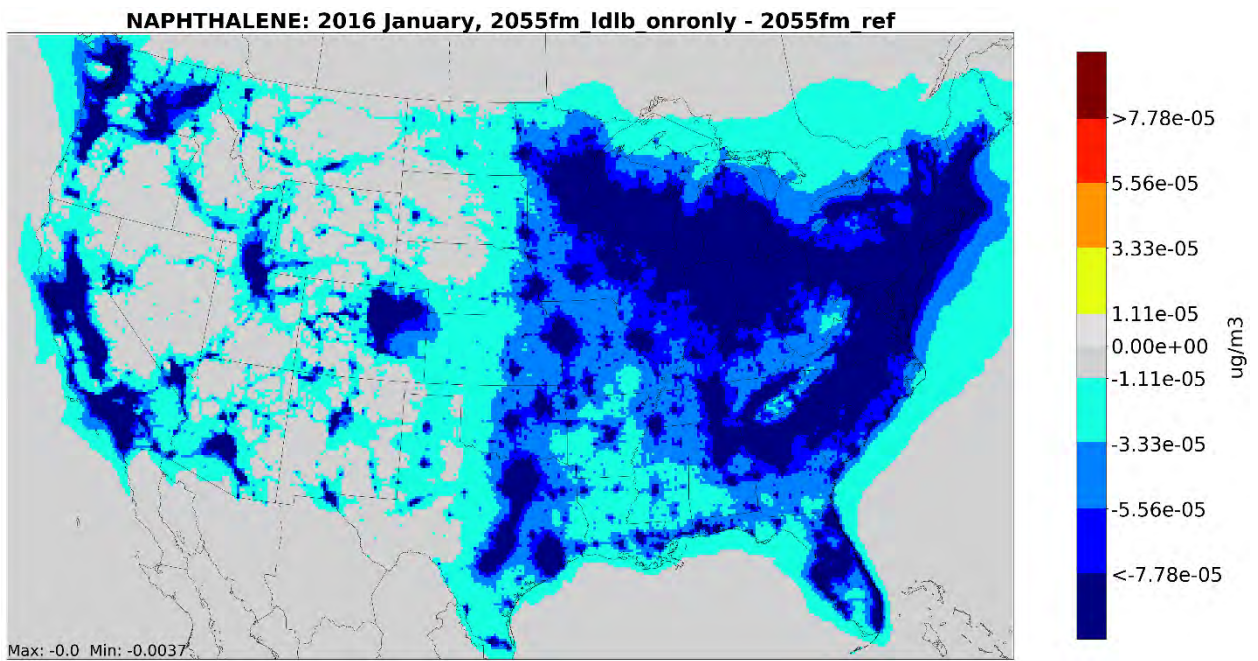 NAPHTHALENE: 2016 January, 2055fm_ldlb_onronly - 2055fm_ref
>7.78e-05
5.56e-05
3.33e-05
1.11e-05
0.00e+00
-1.11e-05
-3.33e-05
-5.56e-05
<-7.78e-05
ug/m3
Max: -0.0 Min: -0.0037